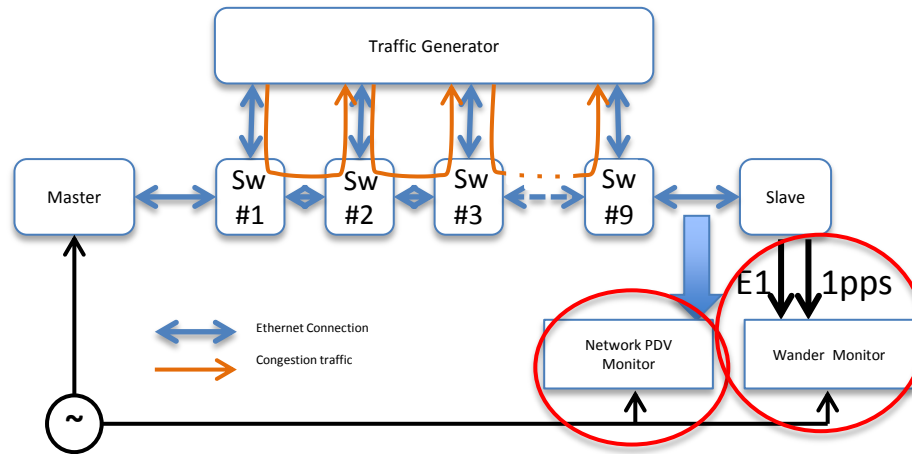 Traffic Generator
Master
Sw
#1
Sw
#2
Sw
#3
Sw
#9
Slave
E1
1pps
Ethernet Connection
Congestion traffic
Network PDV
Monitor
Wander Monitor
~